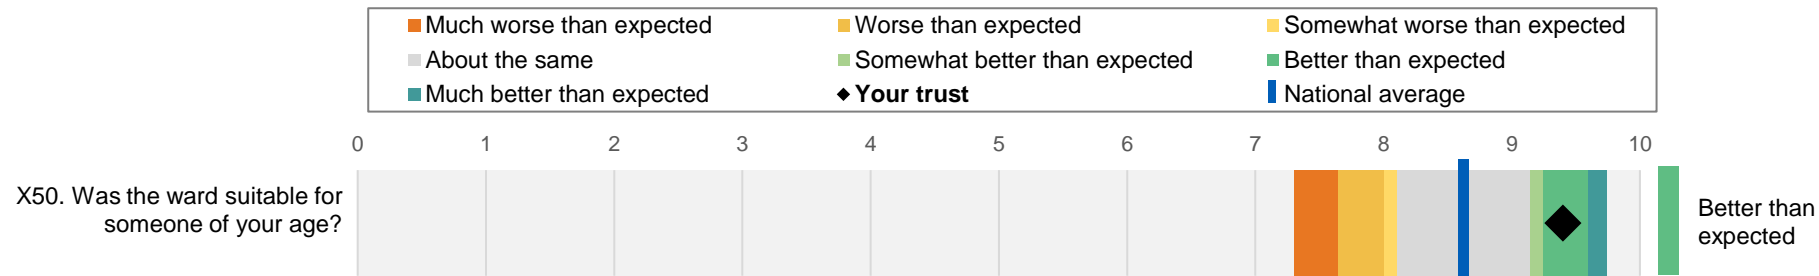 Much worse than expected
Worse than expected
Somewhat worse than expected
About the same
Somewhat better than expected
Better than expected
Much better than expected
Your trust
National average
0 1 2 3 4 5 6 7 8 9 10
X50. Was the ward suitable for
someone of your age?
Better than
expected